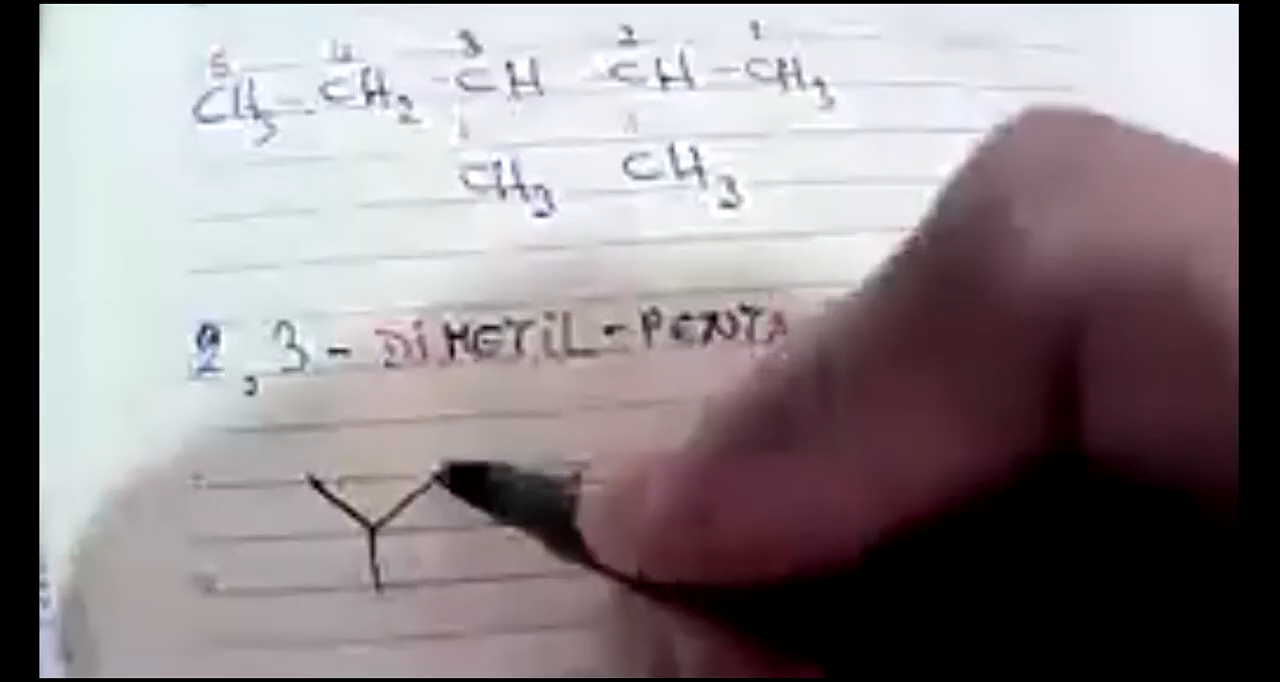 5 4 3 2 1
CH3-CH2-CH CH-CH3
CH3 CH3
2,3-DiMETiL-PENTA